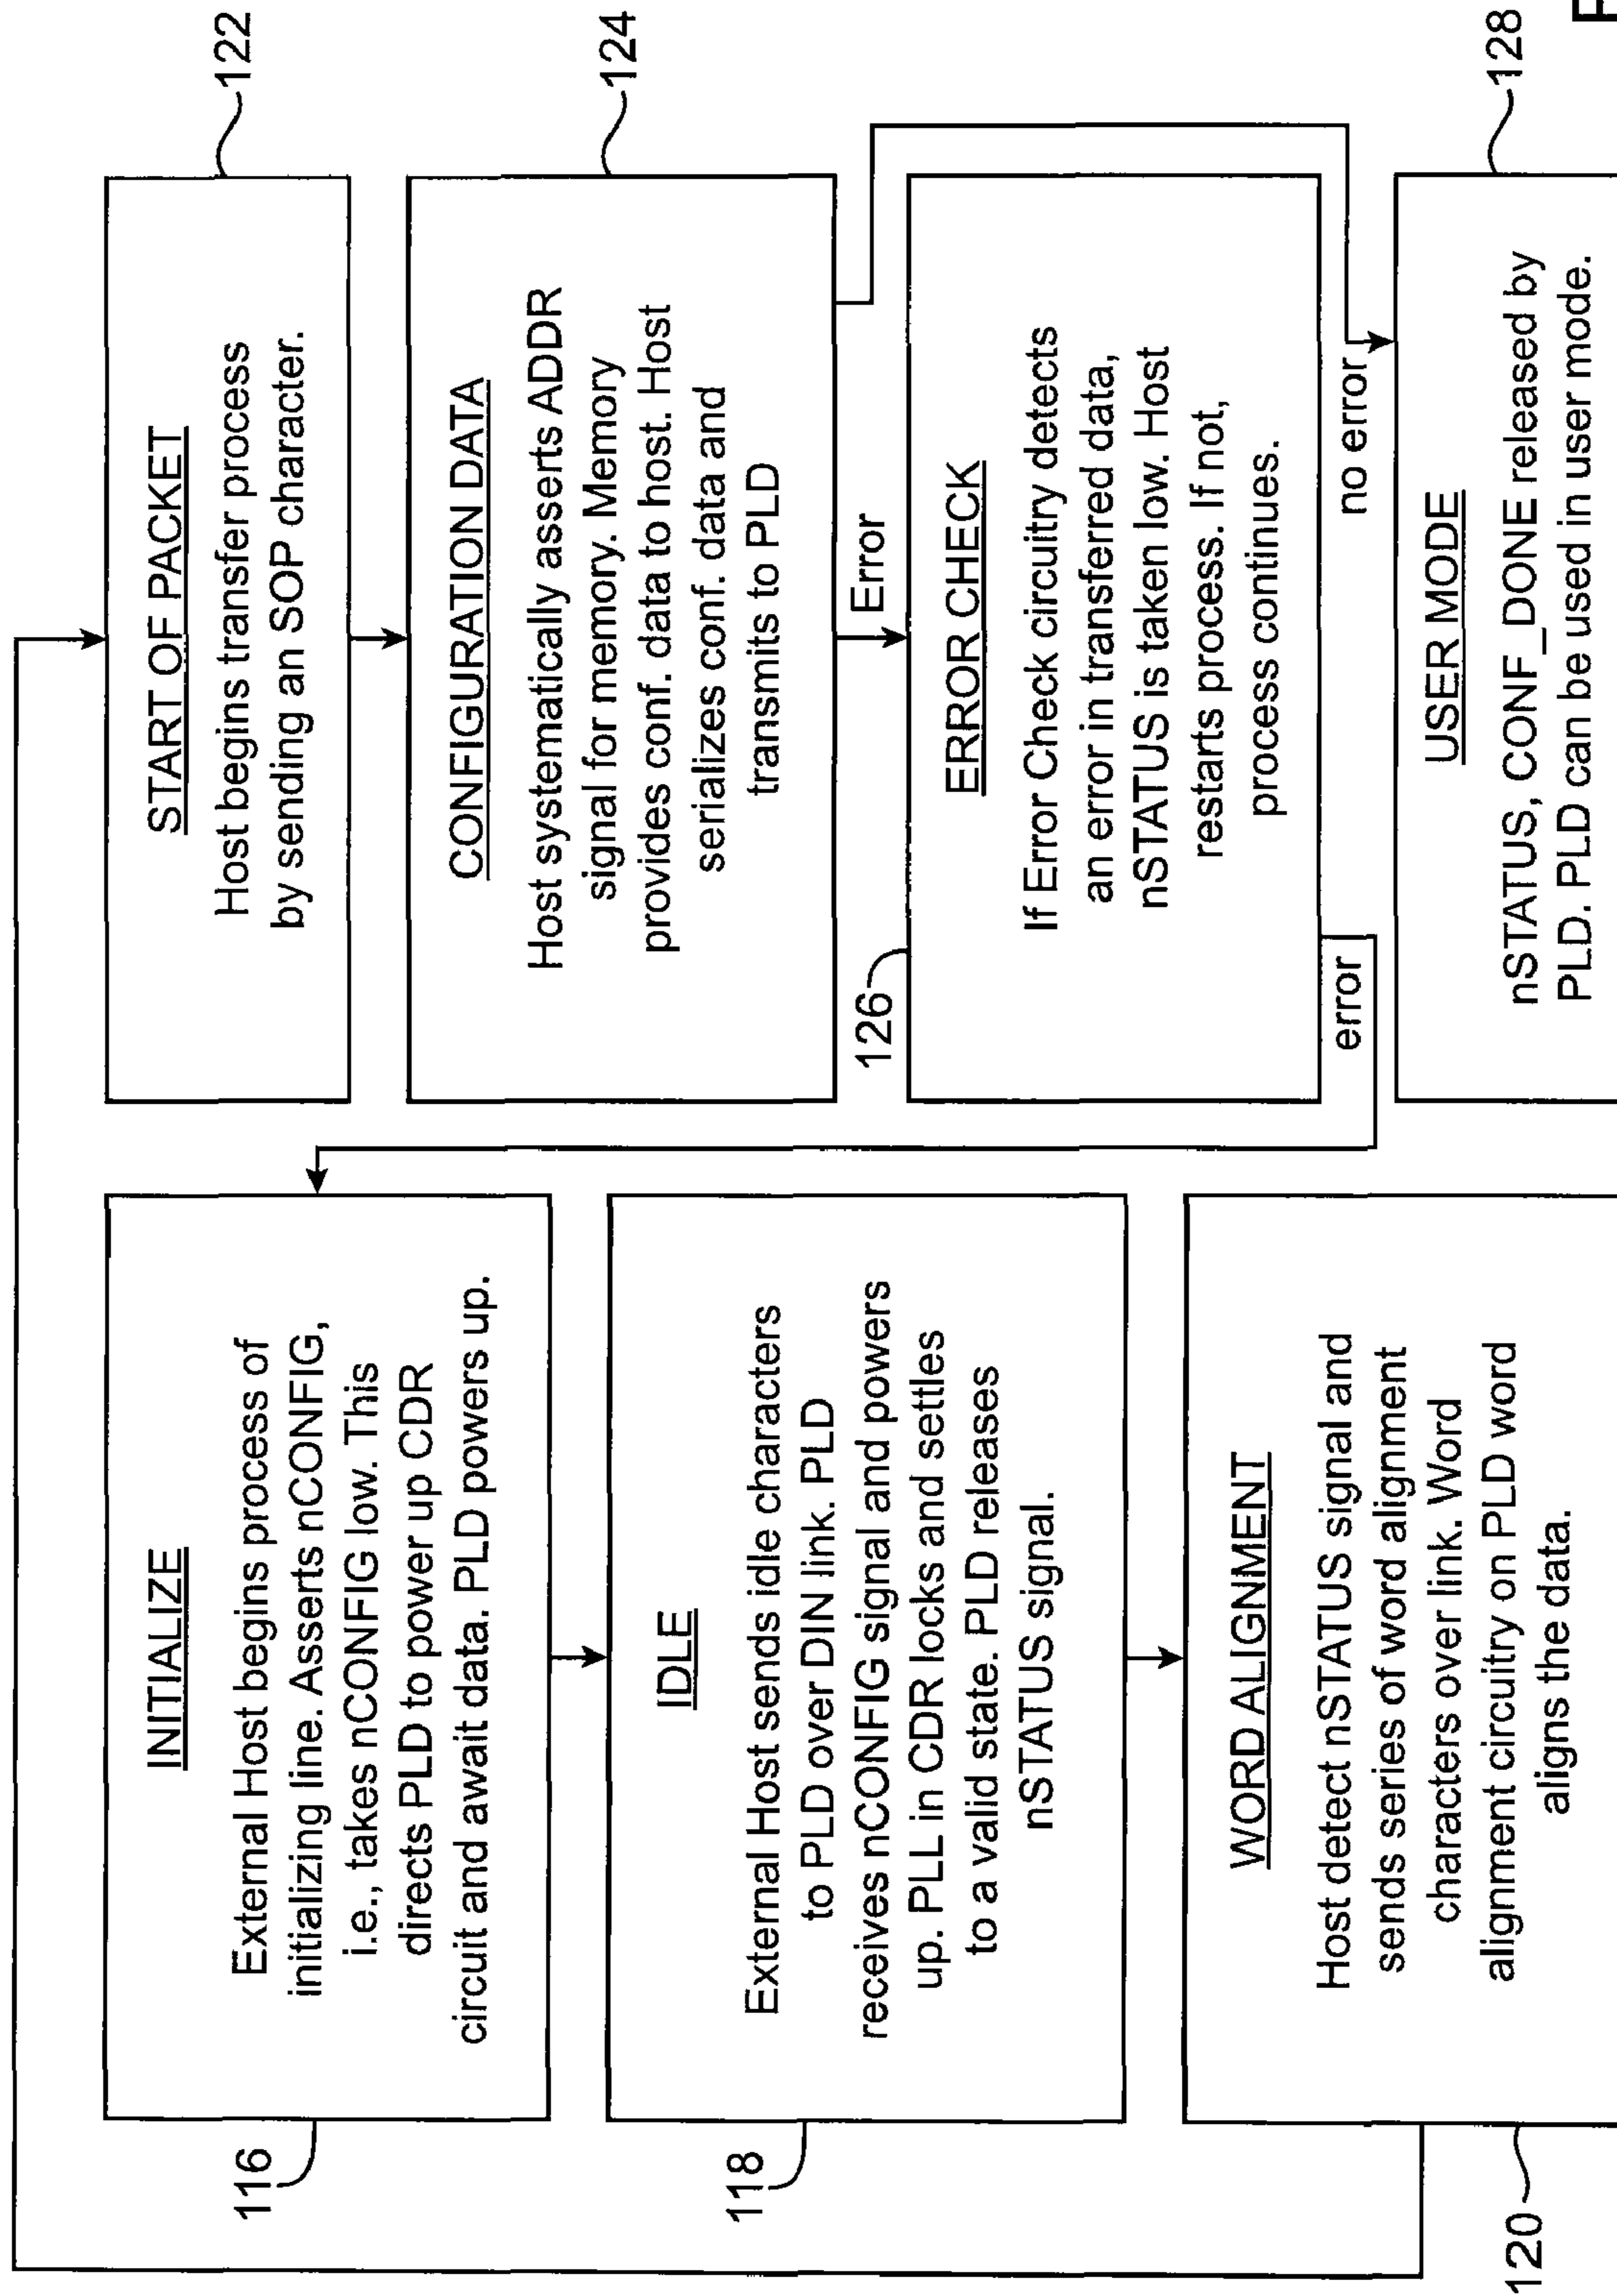 116
INITIALIZE
External Host begins process of
initializing line. Asserts nCONFIG,
i.e., takes nCONFIG low. This
directs PLD to power up CDR
circuit and await data. PLD powers up.
118
IDLE
External Host sends idle characters
to PLD over DIN link. PLD
receives nCONFIG signal and powers
up. PLL in CDR locks and settles
to a valid state. PLD releases
nSTATUS signal.
120
WORD ALIGNMENT
Host detect nSTATUS signal and
sends series of word alignment
characters over link. Word
alignment circuitry on PLD word
aligns the data.
122
START OF PACKET
Host begins transfer process
by sending an SOP character.
124
CONFIGURATION DATA
Host systematically asserts ADDR
signal for memory. Memory
provides conf. data to host. Host
serializes conf. data and
transmits to PLD
Error
126
ERROR CHECK
If Error Check circuitry detects
an error in transferred data,
nSTATUS is taken low. Host
restarts process. If not,
process continues.
error
no error
128
USER MODE
nSTATUS, CONF_DONE released by
PLD. PLD can be used in user mode.